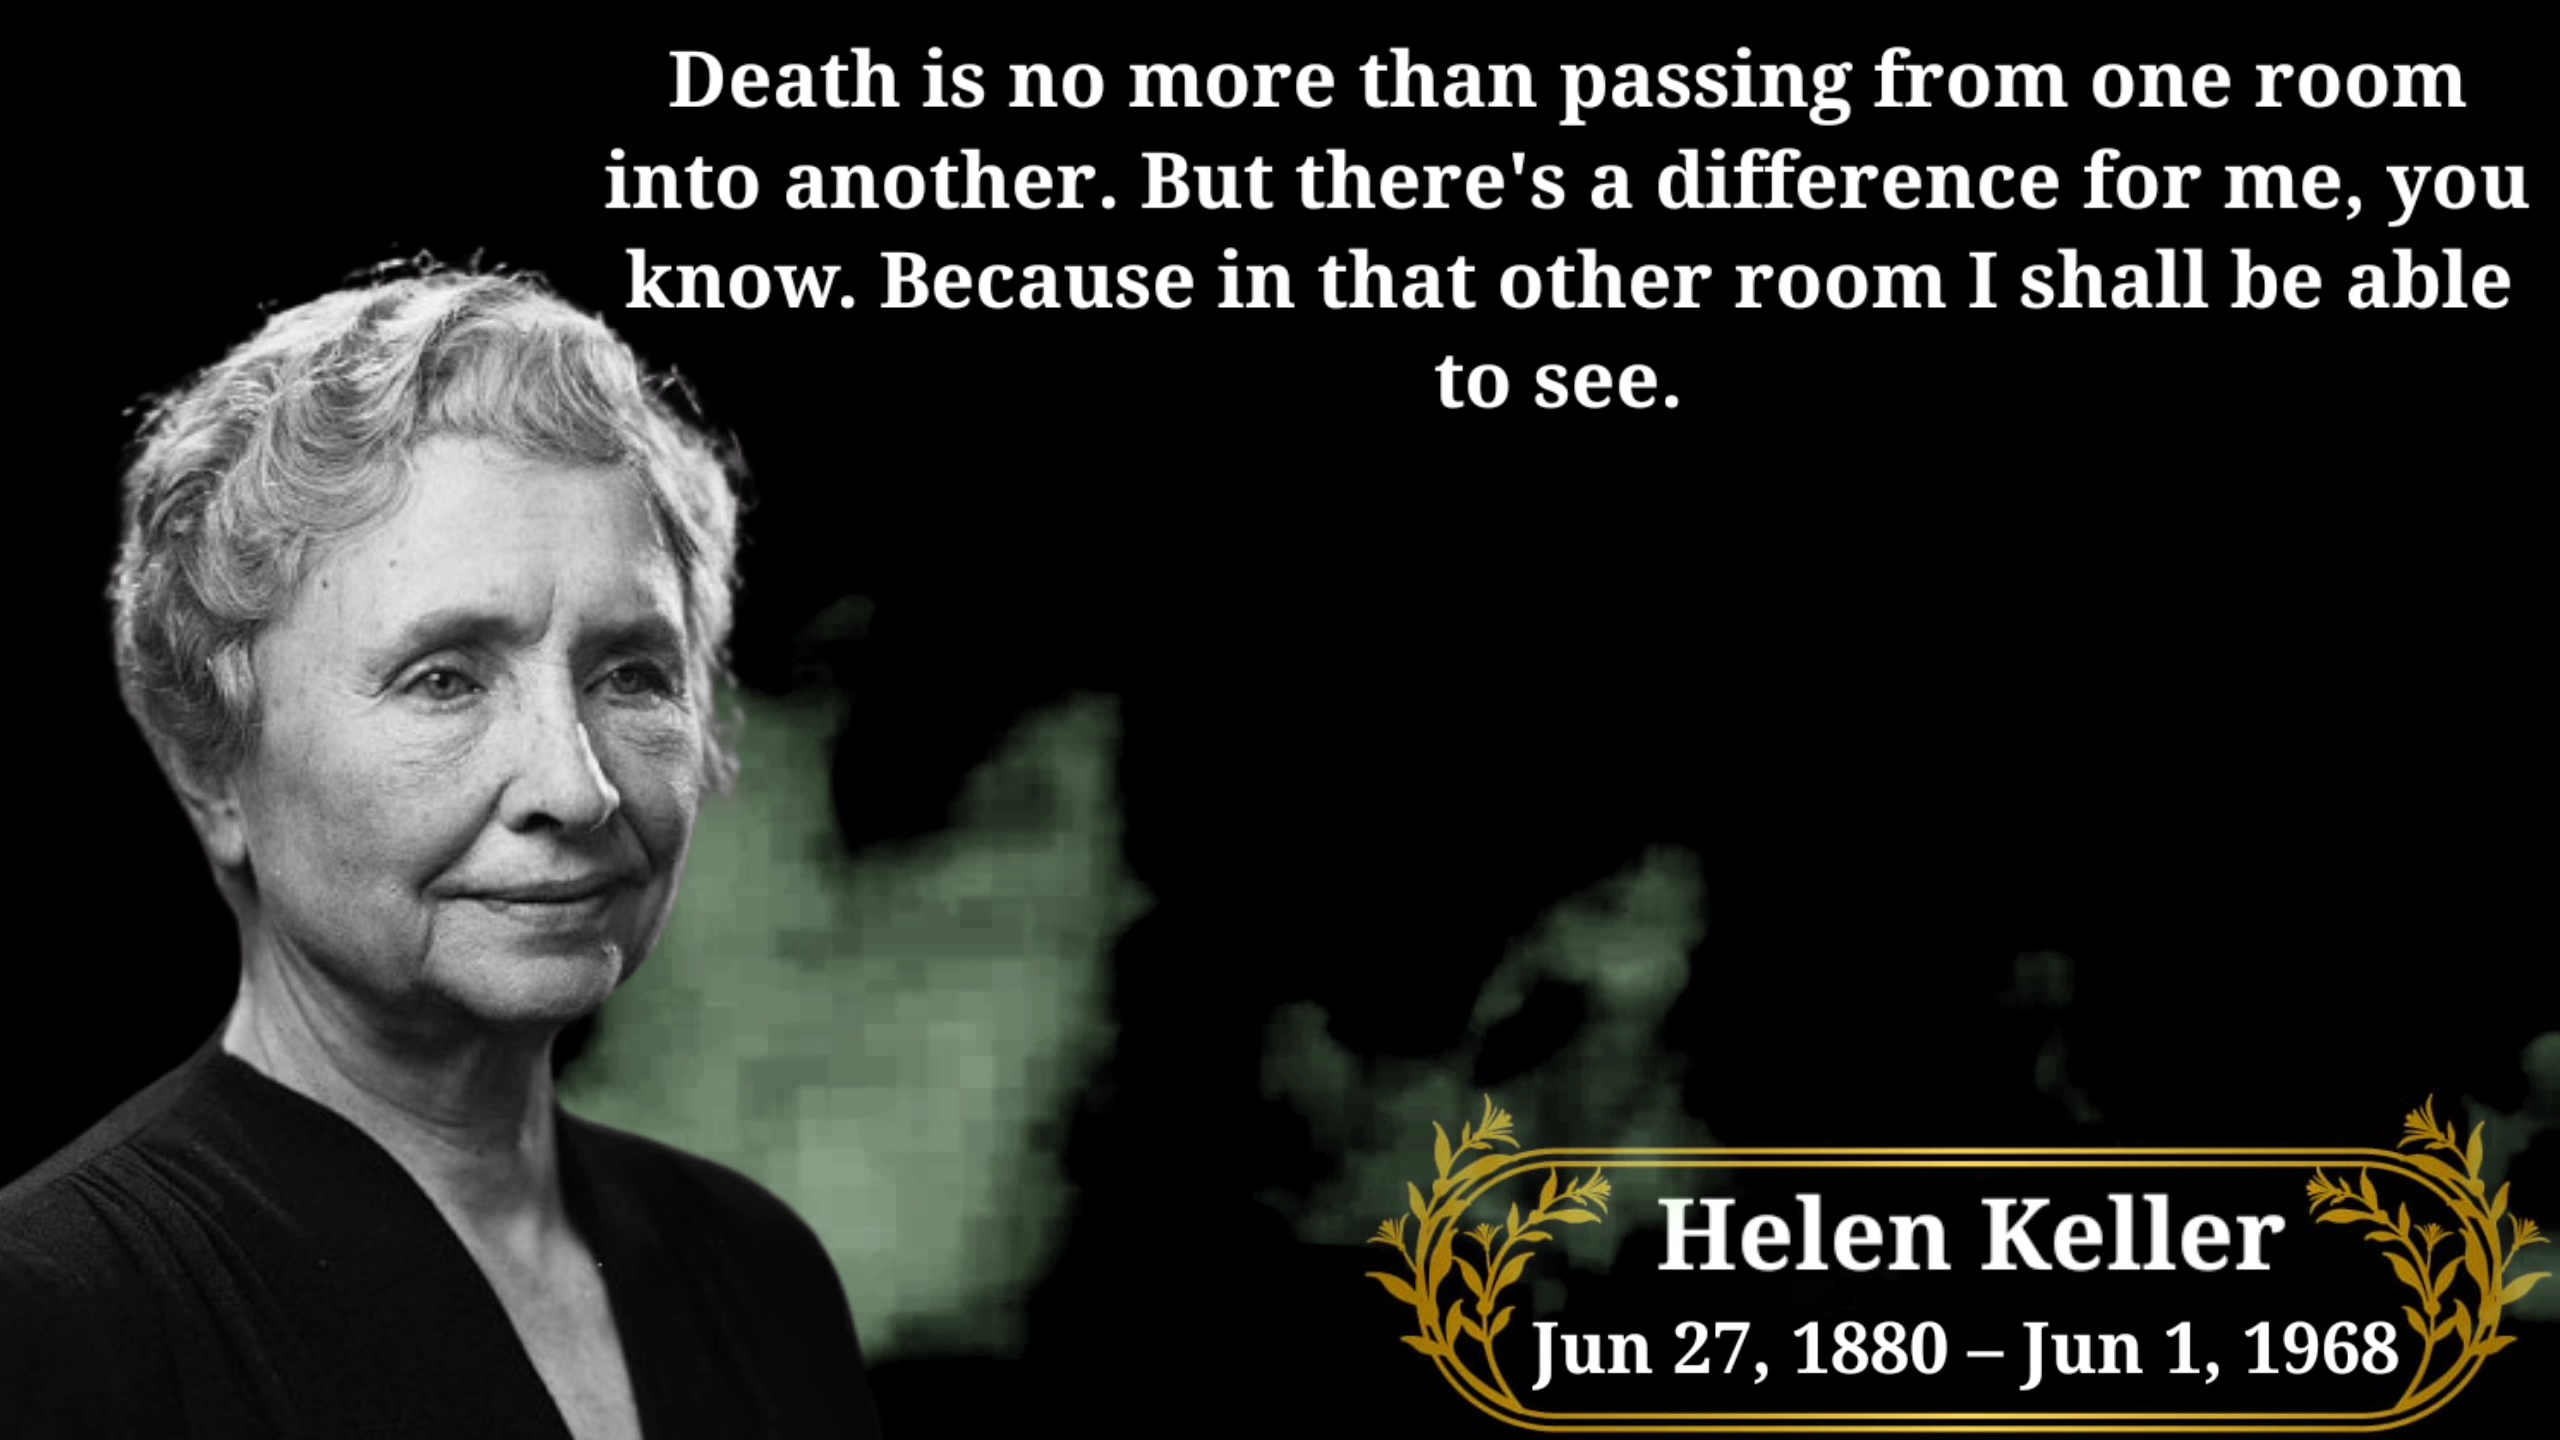 Death is no more than passing from one room
into another. But there's a difference for me, you
know. Because in that other room I shall be able
to see.
Helen Keller
Jun 27, 1880 – Jun 1, 1968